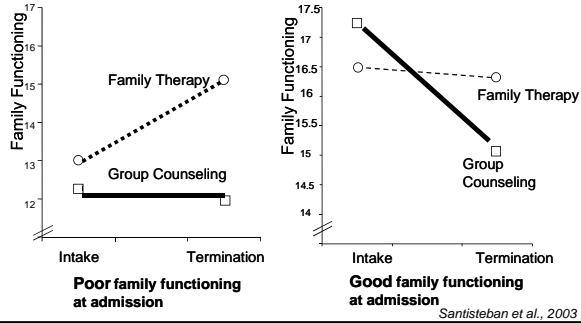 Family Functioning
17
16
15
14
13
12
Family Therapy
Group Counseling
Intake
Termination
Poor family functioning
at admission
Family Functioning
17.5
17
16.5
16
15.5
15
14.5
14
Family Therapy
Group
Counseling
Intake
Termination
Good family functioning
at admission
Santisteban et al., 2003